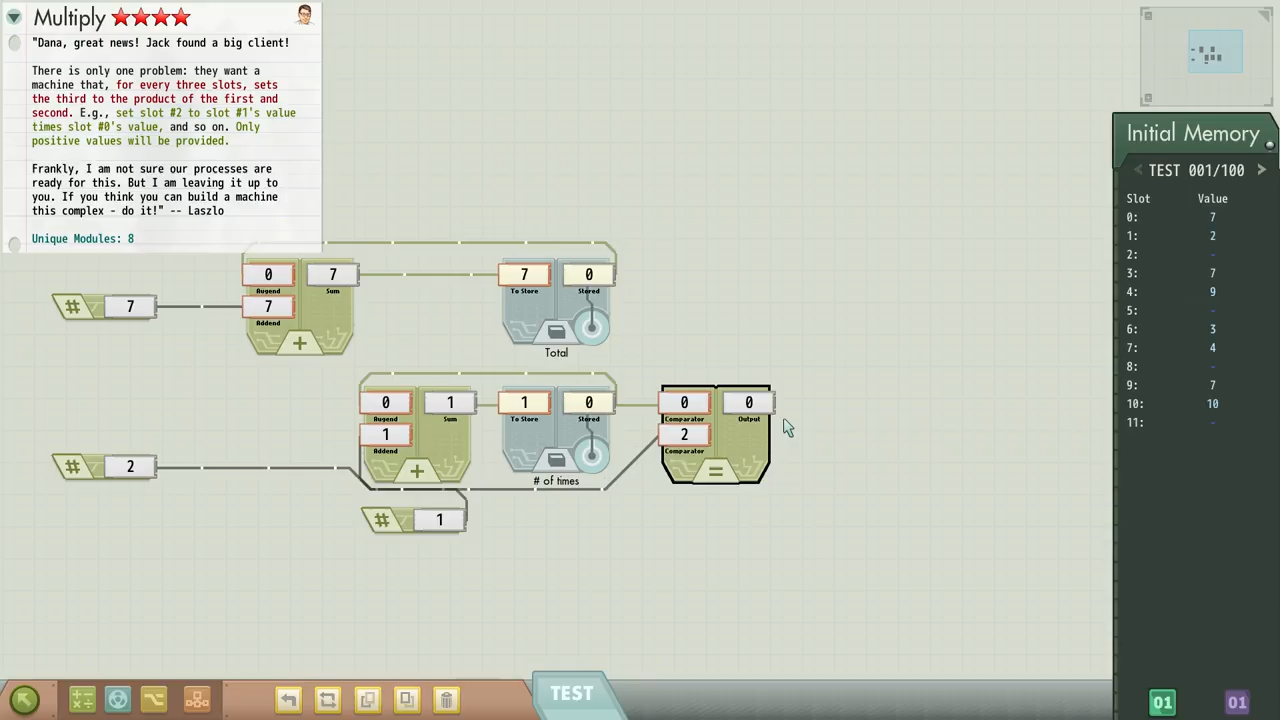 Multiply
"Dana, great news! Jack found a big client!
There is only one problem: they want a
machine that, for every three slots, sets
the third to the product of the first and
second. E.g., set slot #2 to slot #1's value
times slot #0's value, and so on. Only
positive values will be provided.
Frankly, I am not sure our processes are
ready for this. But I am leaving it up to
you. If you think you can build a machine
this complex - do it!" -- Laszlo
Unique Modules: 8
0 7
Augend Sum
7
Addend
+
# 7
7 0
To Store Stored
Total
0 1
Augend Sum
1
Addend
+
1 0
To Store Stored
# of times
0 0
Comparator Output
2
Comparator
=
# 2
# 1
Initial Memory
< TEST 001/100 >
Slot Value
0: 7
1: 2
2: -
3: 7
4: 9
5: -
6: 3
7: 4
8: -
9: 7
10: 10
11: -
TEST
01 01